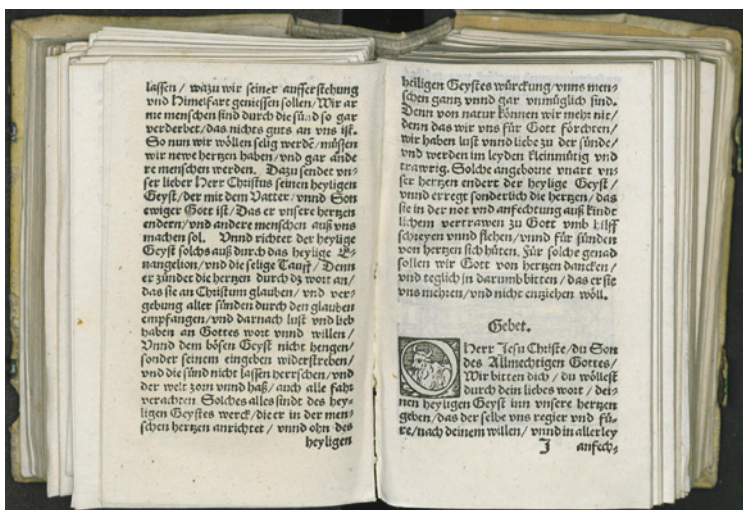 lassen / wazu wir seiner aufferstehung
vnd Himelfart geniessen sollen / Wir ar
me menschen sind durch die sünd so gar
verderbet / das nichts guts an vns ist.
So nun wir wöllen selig werdē / müssen
wir newe hertzen haben / vnd gar ande
re menschen werden. Dazu sendet vn⸗
ser lieber Herr Christus seinen heyligen
Geyst / der mit dem Vatter / vnnd Son
ewiger Gott ist / Das er vnsere hertzen
endern / vnd andere menschen auß vns
machen sol. Vnnd richtet der heylige
Geyst solchs auß durch das heylige E⸗
uangelion / vnd die selige Tauff / Denn
er zündet die hertzen durch dz wort an /
das sie an Christum glauben / vnd ver⸗
gebung aller sünden durch den glauben
empfangen / vnd darnach lust vnd lieb
haben an Gottes wort vnnd willen /
Vnnd dem bösen Geyst nicht hengen /
sonder seinem eingeben widerstreben /
vnd die sünd nicht lassen herrschen / vnd
der welt zorn vnnd haß / auch alle fahr
verachten Solches alles sindt des hey⸗
ligen Geystes werck / die er in der men⸗
schen hertzen anrichtet / vnnd ohn des
heyligen
heiligen Geystes würckung / vnns men⸗
schen gantz vnnd gar vnmüglich sind.
Denn von natur können wir mehr nit /
denn das wir vns für Gott förchten /
wir haben lust vnnd liebe zu der sünde /
vnd werden im leyden kleinmütig vnd
trawrig. Solche angeborne vnart vn⸗
ser hertzen endert der heylige Geyst /
vnnd erregt sonderlich die hertzen / das
sie in der not vnd anfechtung auß kindt
lichem vertrawen zu Gott vmb hilff
schreyen vnnd flehen / vnnd für sünden
von hertzen sich hüten. Für solche genad
sollen wir Gott von hertzen dancken /
vnd teglich jn darumb bitten / das er sie
vns mehren / vnd nicht entziehen wöll.
Gebet.
O Herr Jesu Christe / du Son
des Allmechtigen Gottes /
Wir bitten dich / du wöllest
durch dein liebes wort / dei⸗
nen heyligen Geyst inn vnsere hertzen
geben / das der selbe vns regier vnd fü⸗
re / nach deinem willen / vnnd in allerley
J anfech⸗